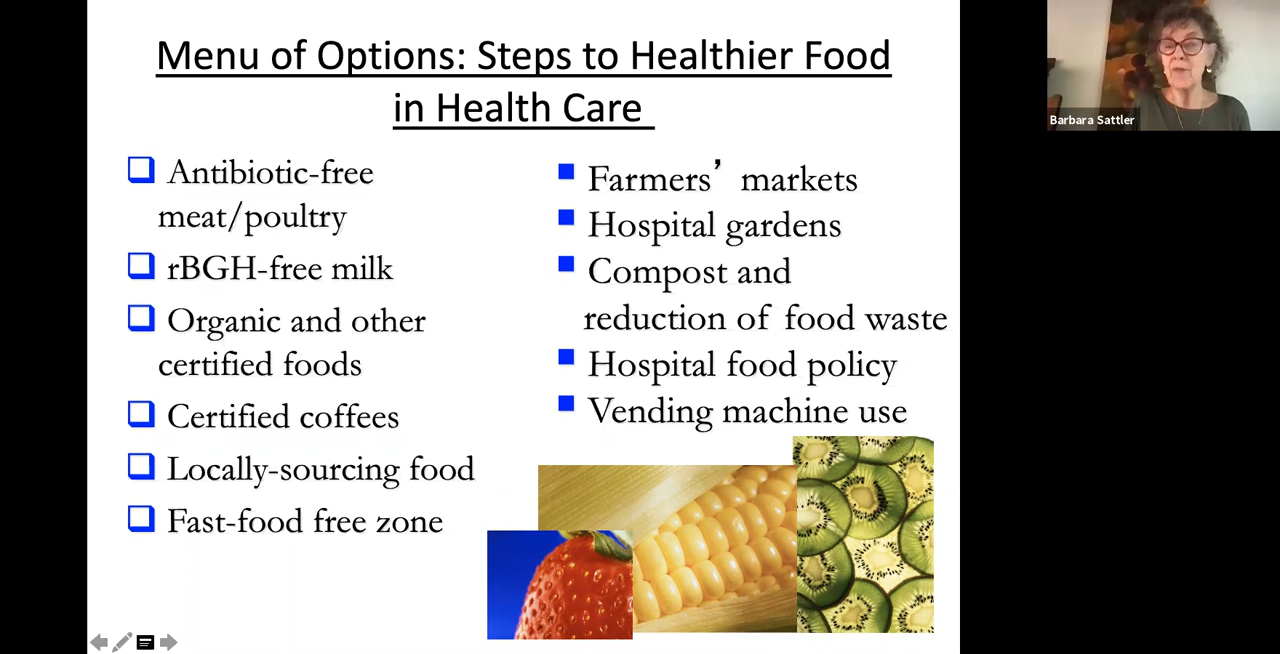 Menu of Options: Steps to Healthier Food
in Health Care
Antibiotic-free
meat/poultry
rBGH-free milk
Organic and other
certified foods
Certified coffees
Locally-sourcing food
Fast-food free zone
Farmers’ markets
Hospital gardens
Compost and
reduction of food waste
Hospital food policy
Vending machine use
Barbara Sattler